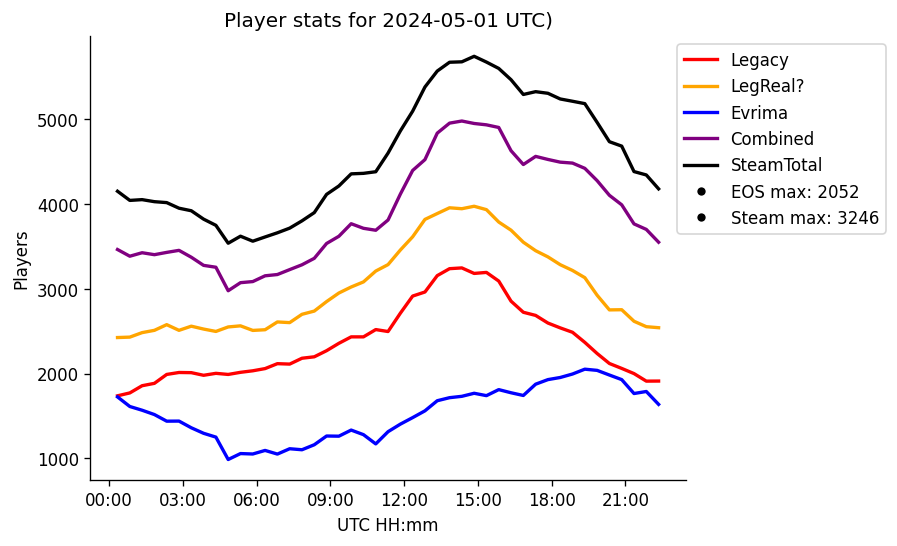 Player stats for 2024-05-01 UTC)
Legacy
LegReal?
Evrima
Combined
SteamTotal
EOS max: 2052
Steam max: 3246
Players
5000
4000
3000
2000
1000
00:00 03:00 06:00 09:00 12:00 15:00 18:00 21:00
UTC HH:mm